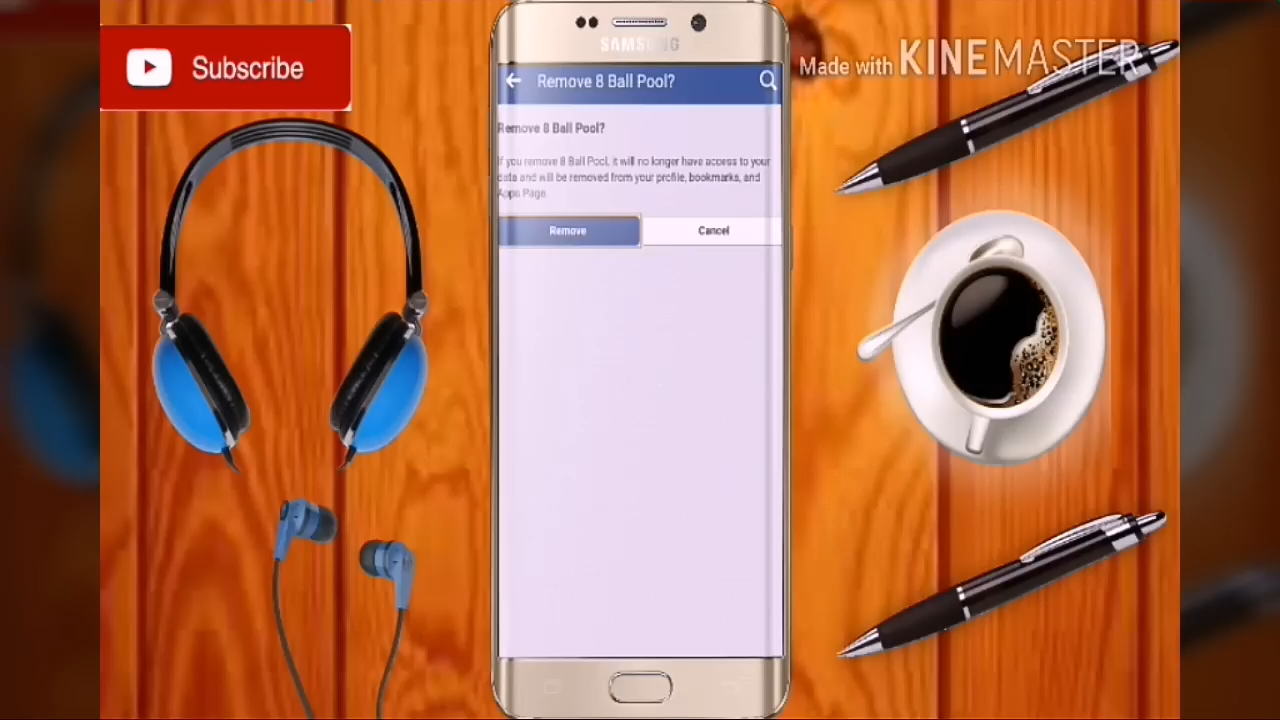 Subscribe
Made with KINEMASTER
SAMSUNG
Remove 8 Ball Pool?
Remove 8 Ball Pool?
If you remove 8 Ball Pool, it will no longer have access to your
data and will be removed from your profile, bookmarks, and
Apps Page.
Remove
Cancel